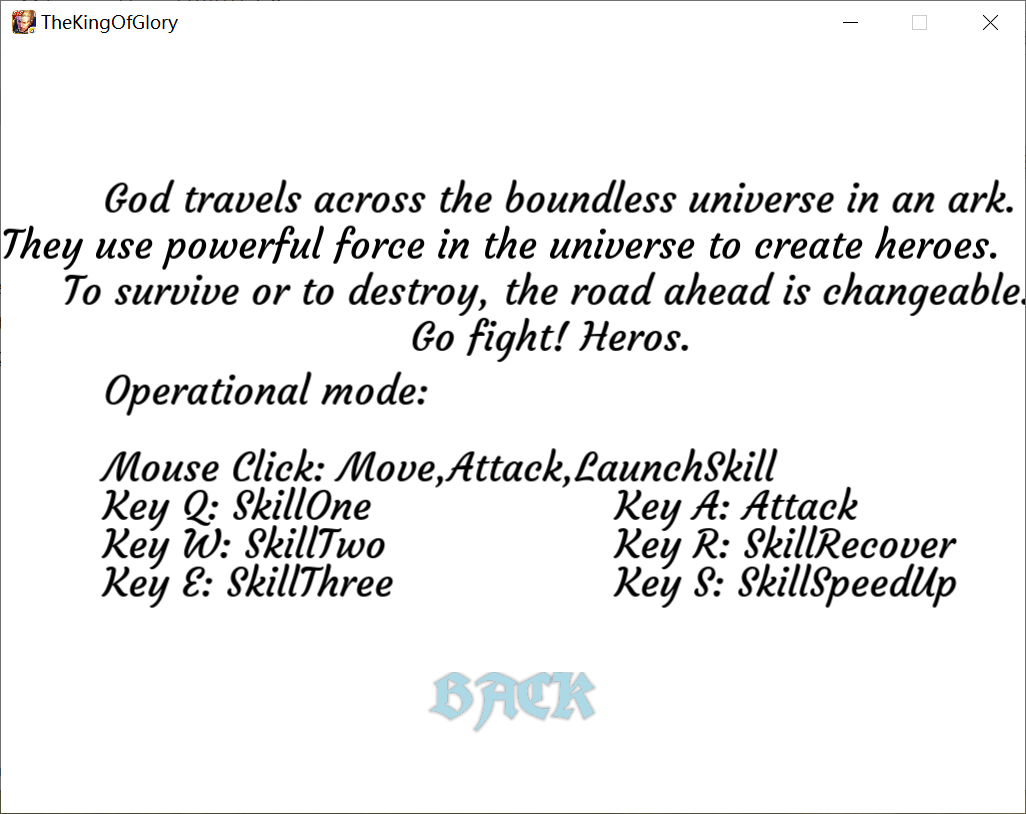 TheKingOfGlory
God travels across the boundless universe in an ark.
They use powerful force in the universe to create heroes.
To survive or to destroy, the road ahead is changeable.
Go fight! Heros.
Operational mode:
Mouse Click: Move,Attack,LaunchSkill
Key Q: SkillOne Key A: Attack
Key W: SkillTwo Key R: SkillRecover
Key E: SkillThree Key S: SkillSpeedUp
BACK